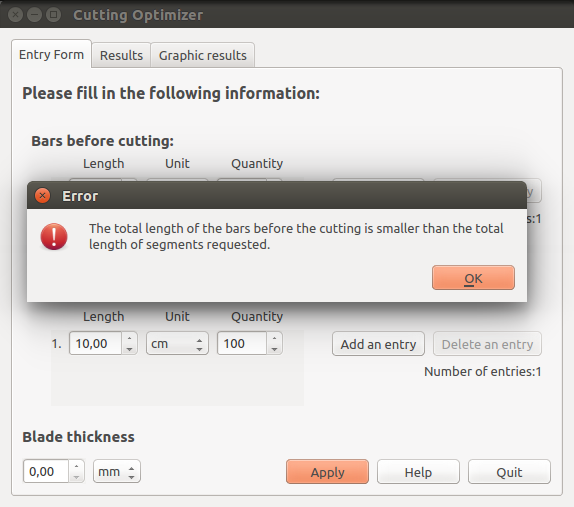 Cutting Optimizer
Entry Form Results Graphic results
Please fill in the following information:
Bars before cutting:
Length Unit Quantity
Error
The total length of the bars before the cutting is smaller than the total
length of segments requested.
OK
Length Unit Quantity
1. 10,00 cm 100 Add an entry Delete an entry
Number of entries:1
Blade thickness
0,00 mm Apply Help Quit